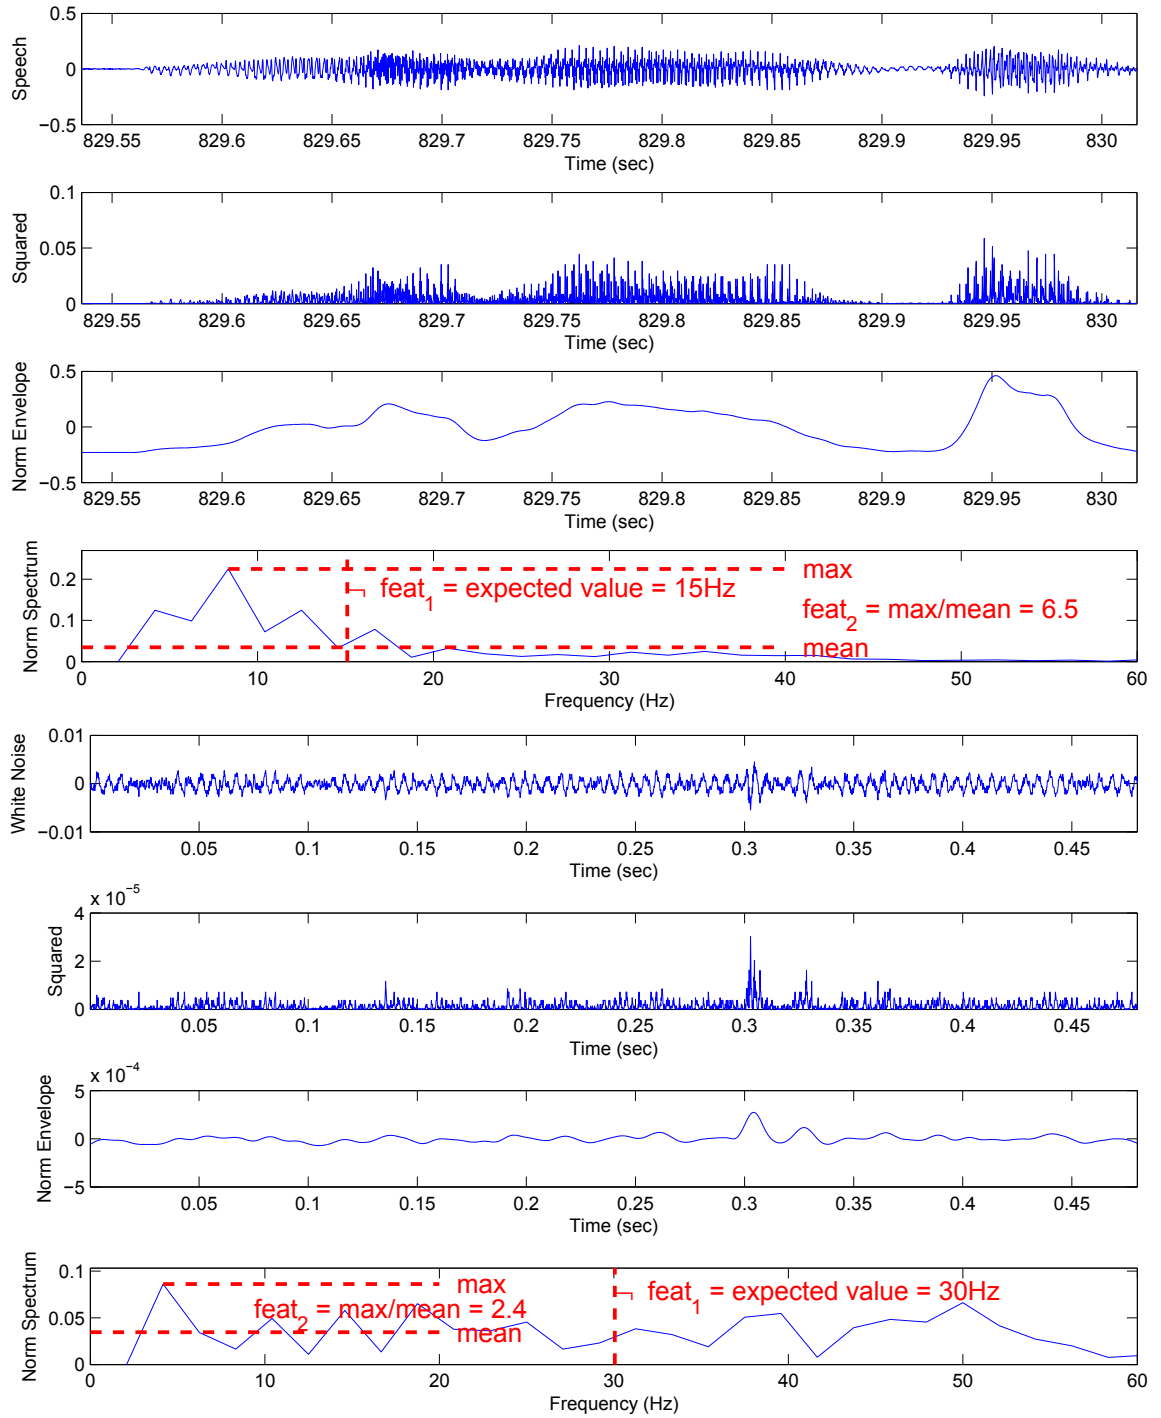 0.5
0
−0.5
Speech
829.55 829.6 829.65 829.7 829.75 829.8 829.85 829.9 829.95 830
Time (sec)
0.1
0.05
0
Squared
829.55 829.6 829.65 829.7 829.75 829.8 829.85 829.9 829.95 830
Time (sec)
0.5
0
−0.5
Norm Envelope
829.55 829.6 829.65 829.7 829.75 829.8 829.85 829.9 829.95 830
Time (sec)
0.2
0.1
0
Norm Spectrum
max
feat1 = expected value = 15Hz
feat2 = max/mean = 6.5
mean
0 10 20 30 40 50 60
Frequency (Hz)
0.01
0
−0.01
White Noise
0.05 0.1 0.15 0.2 0.25 0.3 0.35 0.4 0.45
Time (sec)
x 10−5
4
2
0
Squared
0.05 0.1 0.15 0.2 0.25 0.3 0.35 0.4 0.45
Time (sec)
x 10−4
5
0
−5
Norm Envelope
0.05 0.1 0.15 0.2 0.25 0.3 0.35 0.4 0.45
Time (sec)
0.1
0.05
0
Norm Spectrum
max
feat1 = expected value = 30Hz
feat2 = max/mean = 2.4
mean
0 10 20 30 40 50 60
Frequency (Hz)